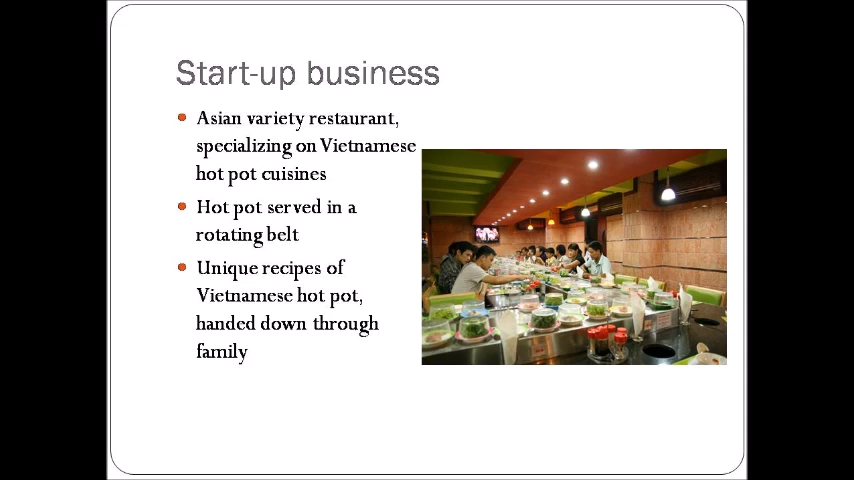 Start-up business
Asian variety restaurant,
specializing on Vietnamese
hot pot cuisines
Hot pot served in a
rotating belt
Unique recipes of
Vietnamese hot pot,
handed down through
family